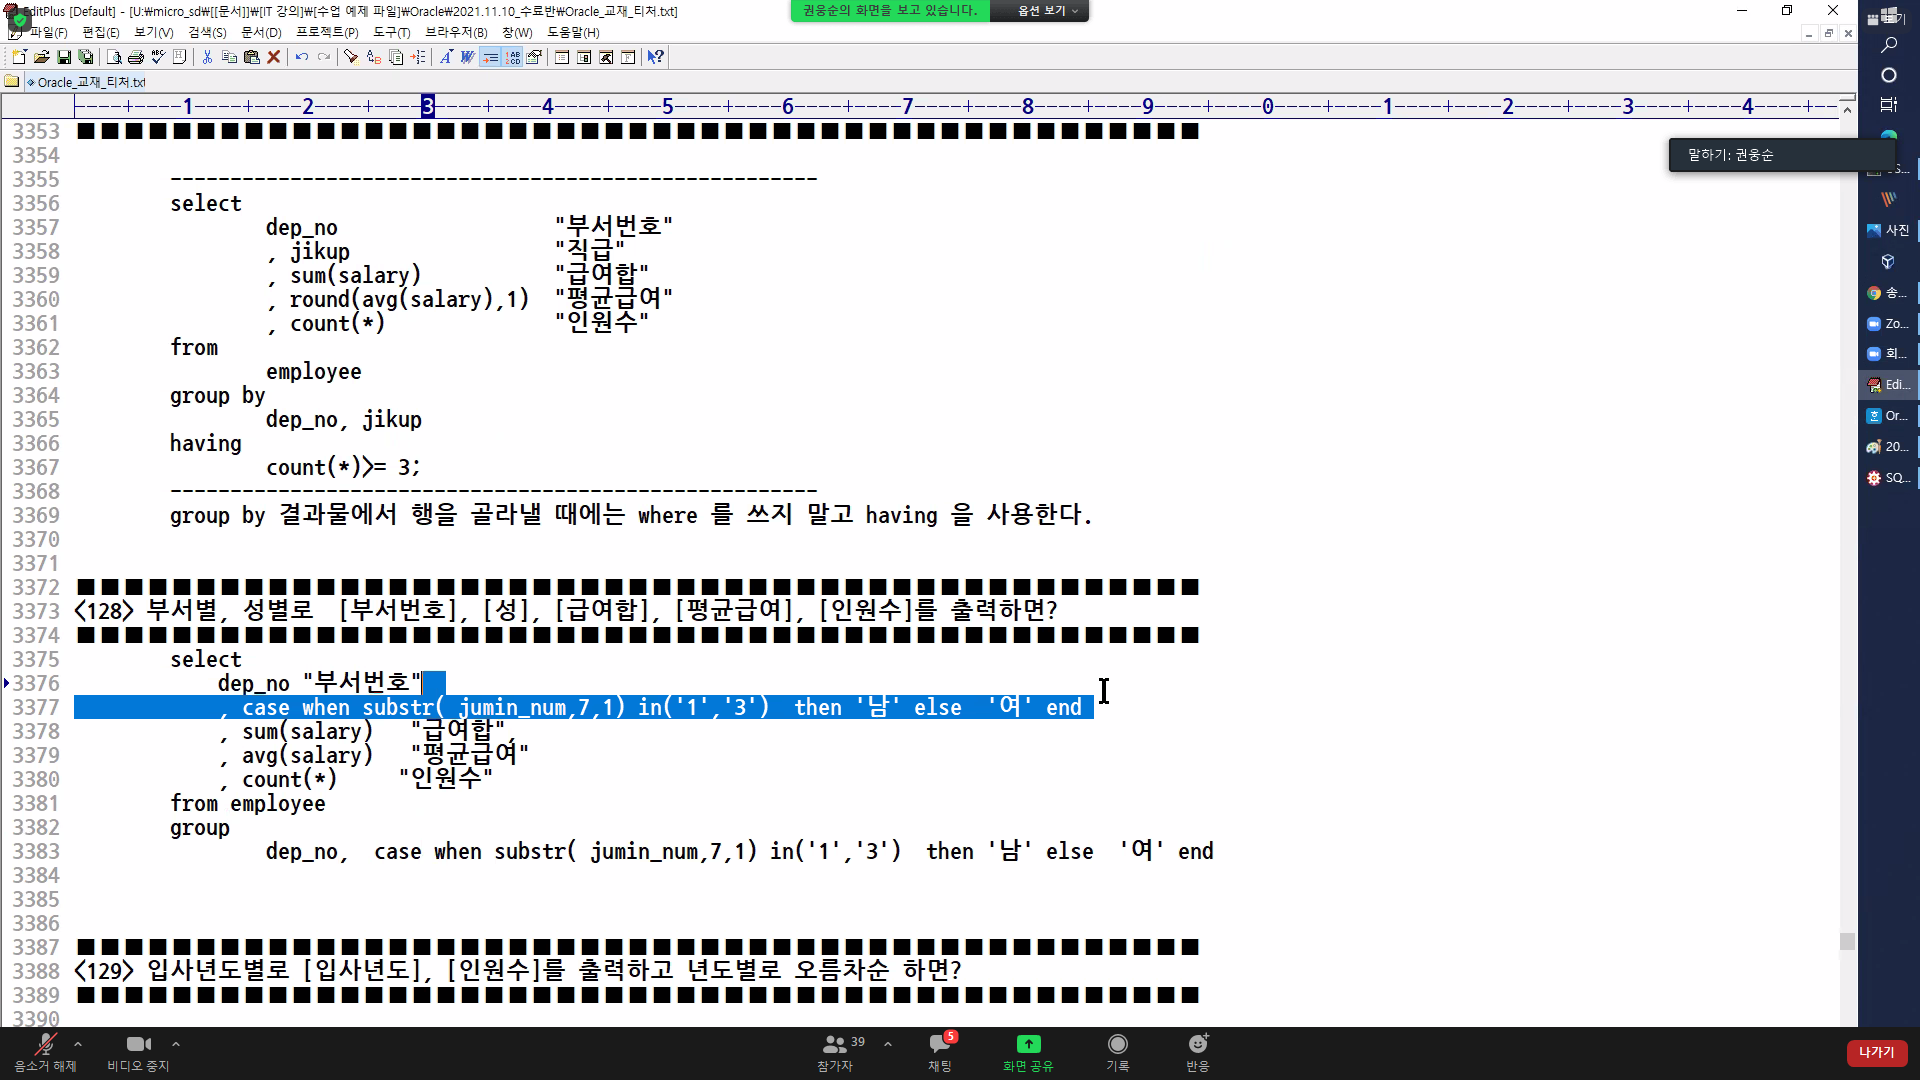 EditPlus [Default] - [U:₩micro_sd₩[[문서]]₩[IT 강의]₩[수업 예제 파일]₩Oracle₩2021.11.10_수료반₩Oracle_교재_티처.txt]
권웅순의 화면을 보고 있습니다. 옵션 보기
파일(F) 편집(E) 보기(V) 검색(S) 문서(D) 프로젝트(P) 도구(T) 브라우저(B) 창(W) 도움말(H)
Oracle_교재_티처.txt
----+----1----+----2----+----3----+----4----+----5----+----6----+----7----+----8----+----9----+----0----+----1----+----2----+----3----+----4----+--
3353 ■■■■■■■■■■■■■■■■■■■■■■■■■■■■■■■■■■■■■■■■■■■■■■■
3354
말하기: 권웅순
3355 ------------------------------------------------------
3356 select
3357 dep_no "부서번호"
3358 , jikup "직급"
3359 , sum(salary) "급여합"
3360 , round(avg(salary),1) "평균급여"
3361 , count(*) "인원수"
3362 from
3363 employee
3364 group by
3365 dep_no, jikup
3366 having
3367 count(*)>= 3;
3368 ------------------------------------------------------
3369 group by 결과물에서 행을 골라낼 때에는 where 를 쓰지 말고 having 을 사용한다.
3370
3371
3372 ■■■■■■■■■■■■■■■■■■■■■■■■■■■■■■■■■■■■■■■■■■■■■■■
3373 <128> 부서별, 성별로 [부서번호], [성], [급여합], [평균급여], [인원수]를 출력하면?
3374 ■■■■■■■■■■■■■■■■■■■■■■■■■■■■■■■■■■■■■■■■■■■■■■■
3375 select
3376 dep_no "부서번호"
3377 , case when substr( jumin_num,7,1) in('1','3') then '남' else '여' end
3378 , sum(salary) "급여합",
3379 , avg(salary) "평균급여"
3380 , count(*) "인원수"
3381 from employee
3382 group
3383 dep_no, case when substr( jumin_num,7,1) in('1','3') then '남' else '여' end
3384
3385
3386
3387 ■■■■■■■■■■■■■■■■■■■■■■■■■■■■■■■■■■■■■■■■■■■■■■■
3388 <129> 입사년도별로 [입사년도], [인원수]를 출력하고 년도별로 오름차순 하면?
3389 ■■■■■■■■■■■■■■■■■■■■■■■■■■■■■■■■■■■■■■■■■■■■■■■
3390
사진
송...
Zo...
회...
Edi...
Or...
20...
SQ...
음소거 해제
비디오 중지
39
참가자
5
채팅
화면 공유
기록
반응
나가기